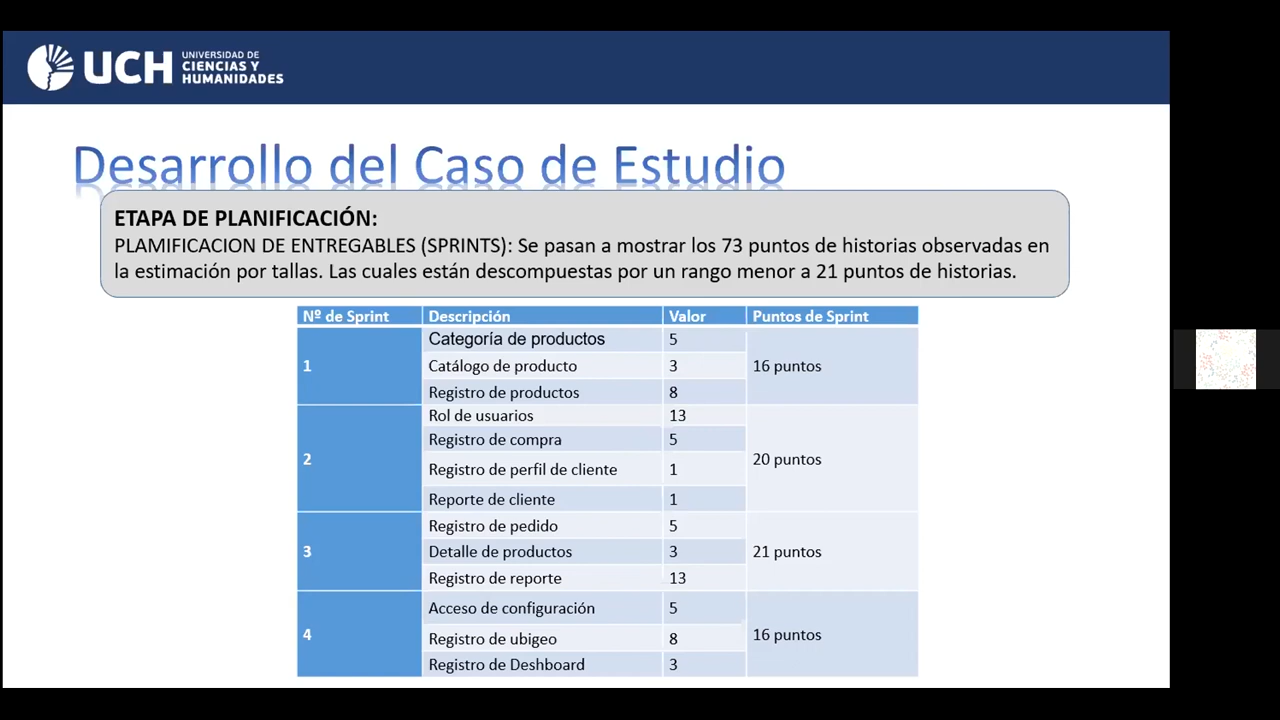 UCH UNIVERSIDAD DE
CIENCIAS Y
HUMANIDADES
Desarrollo del Caso de Estudio
ETAPA DE PLANIFICACIÓN:
PLAMIFICACION DE ENTREGABLES (SPRINTS): Se pasan a mostrar los 73 puntos de historias observadas en
la estimación por tallas. Las cuales están descompuestas por un rango menor a 21 puntos de historias.
Nº de Sprint Descripción Valor Puntos de Sprint
Categoría de productos 5
1 Catálogo de producto 3 16 puntos
Registro de productos 8
Rol de usuarios 13
Registro de compra 5
2 20 puntos
Registro de perfil de cliente 1
Reporte de cliente 1
Registro de pedido 5
3 Detalle de productos 3 21 puntos
Registro de reporte 13
Acceso de configuración 5
4 Registro de ubigeo 8 16 puntos
Registro de Deshboard 3